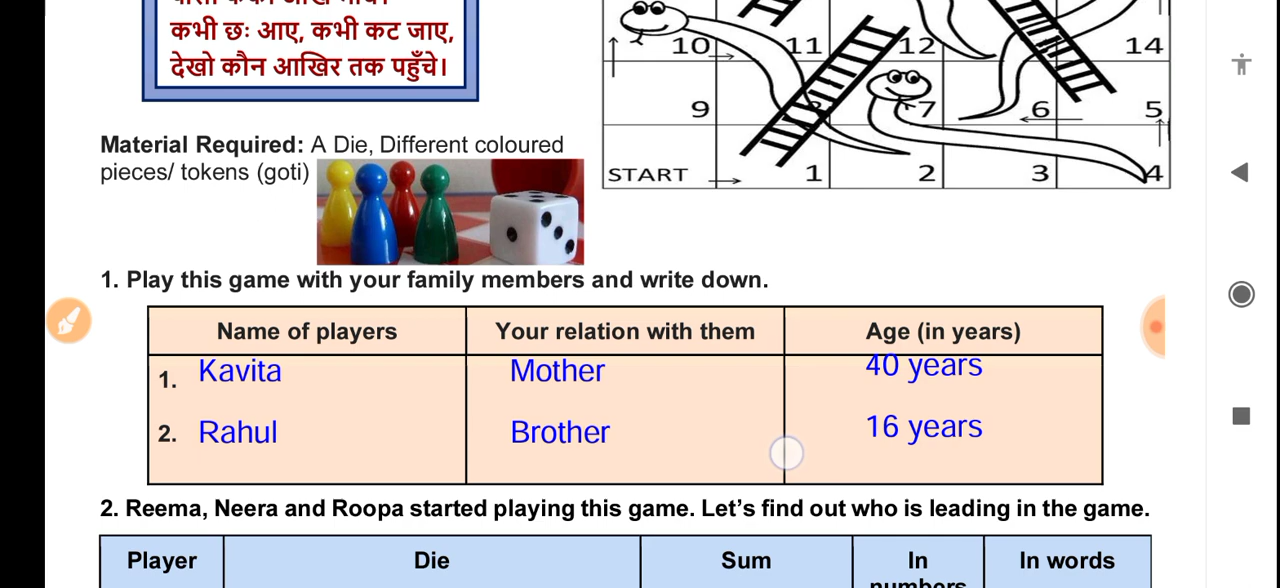 कभी छः आए, कभी कट जाए,
देखो कौन आखिर तक पहुँचे।
10 11 12 14
9 7 6 5
START 1 2 3 4
Material Required: A Die, Different coloured
pieces/ tokens (goti)
1. Play this game with your family members and write down.
Name of players Your relation with them Age (in years)
1. Kavita Mother 40 years
2. Rahul Brother 16 years
2. Reema, Neera and Roopa started playing this game. Let's find out who is leading in the game.
Player Die Sum In In words
numbers